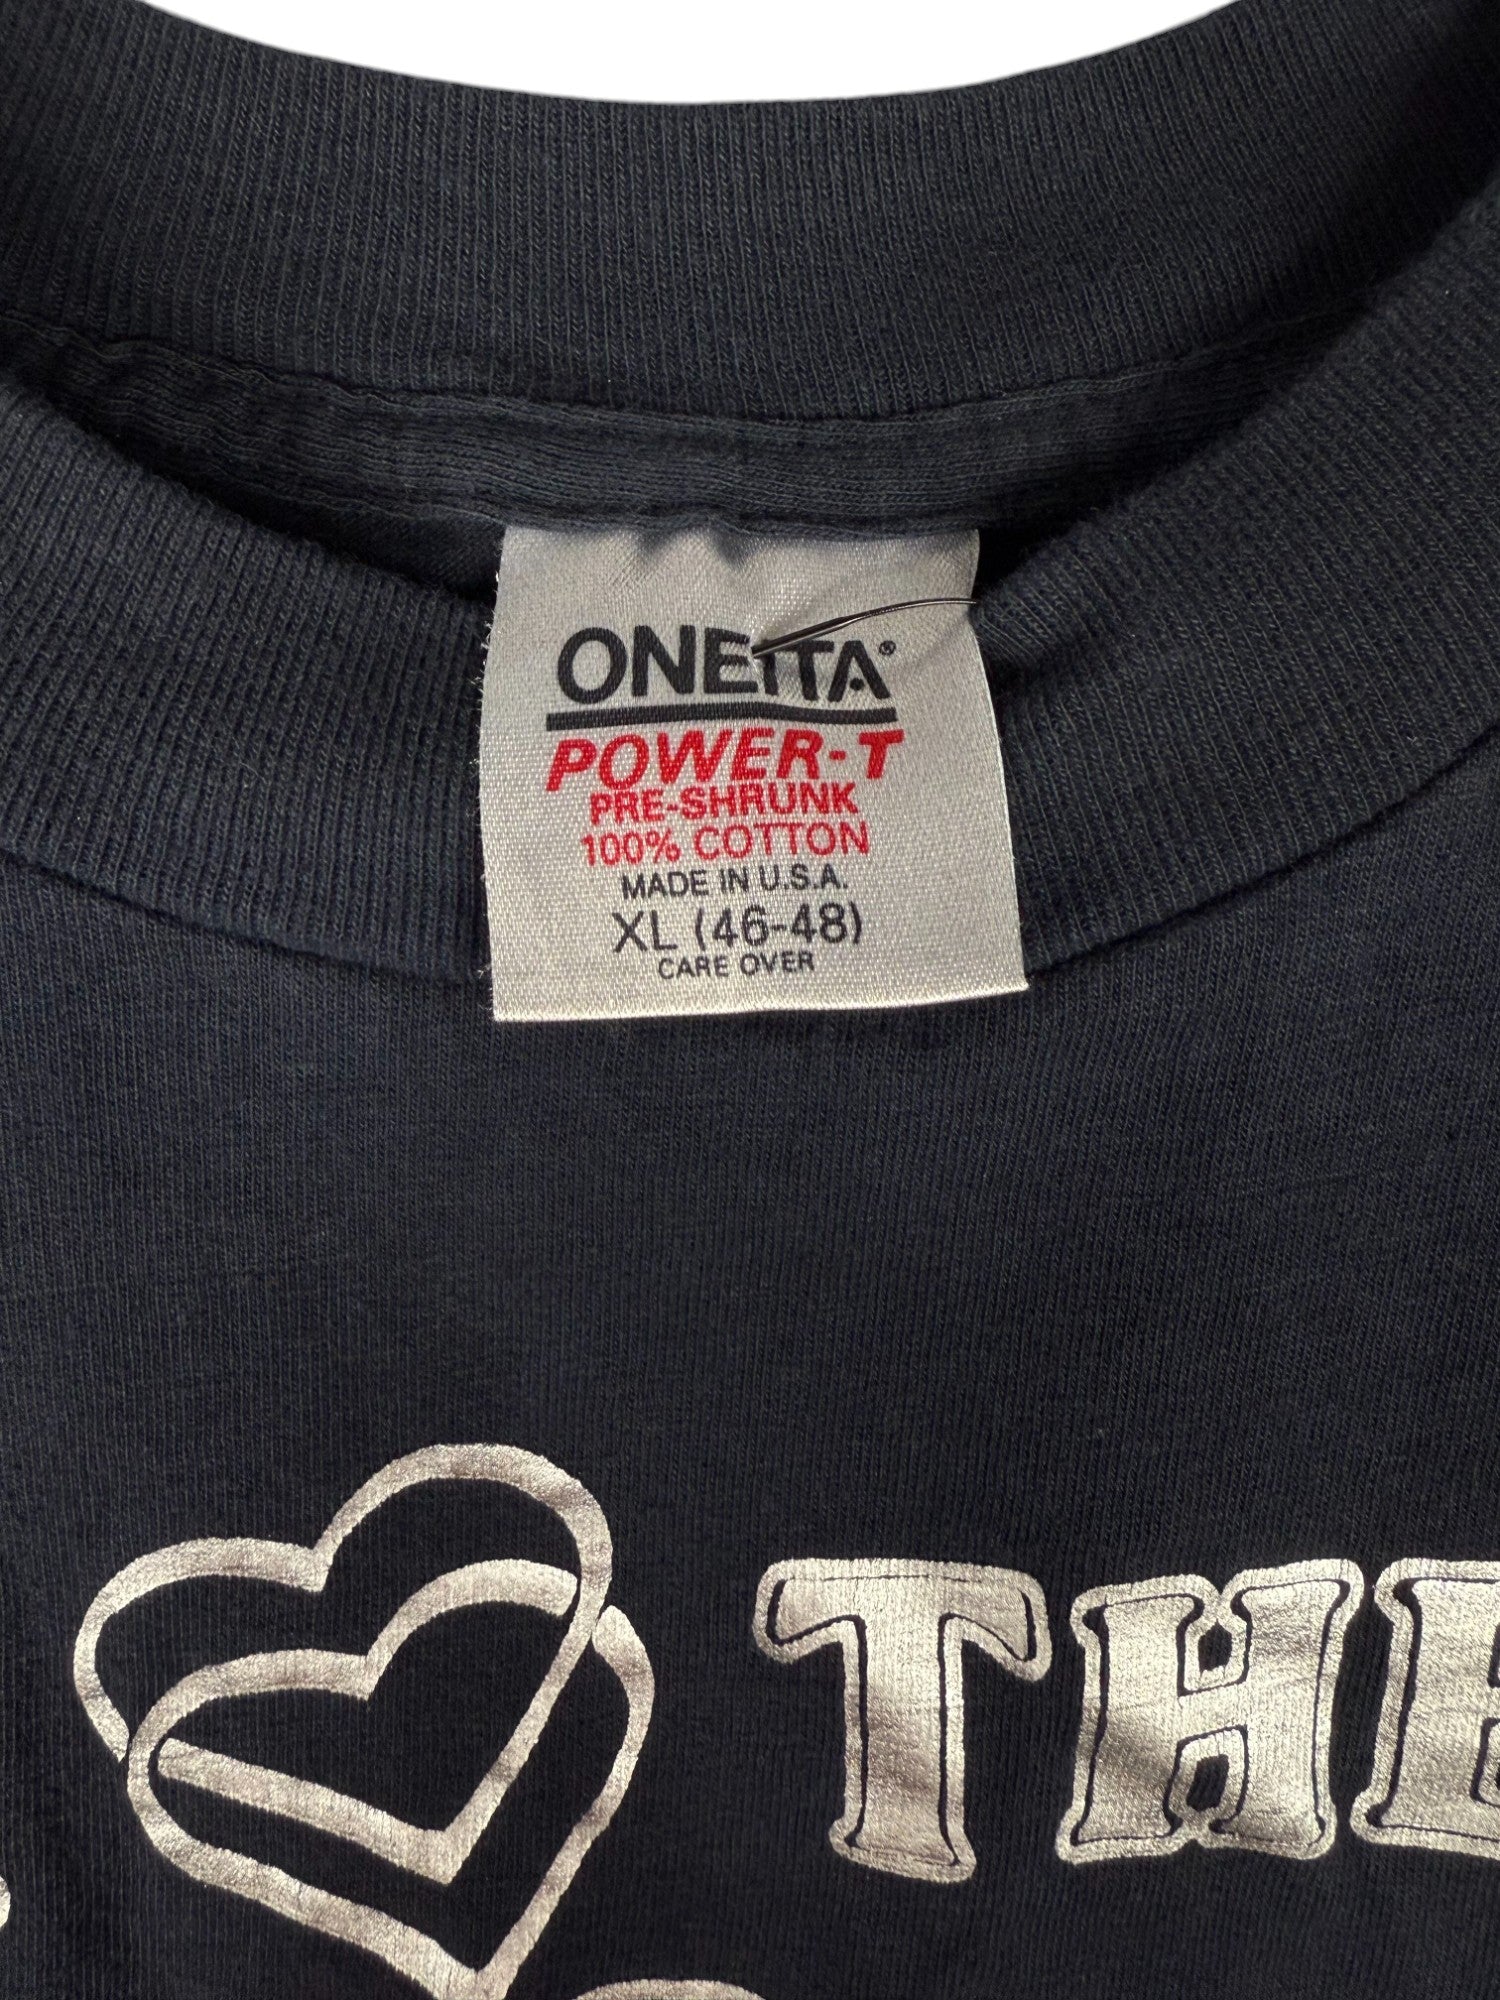 ONEITA®
POWER-T
PRE-SHRUNK
100% COTTON
MADE IN U.S.A.
XL (46-48)
CARE OVER
THE